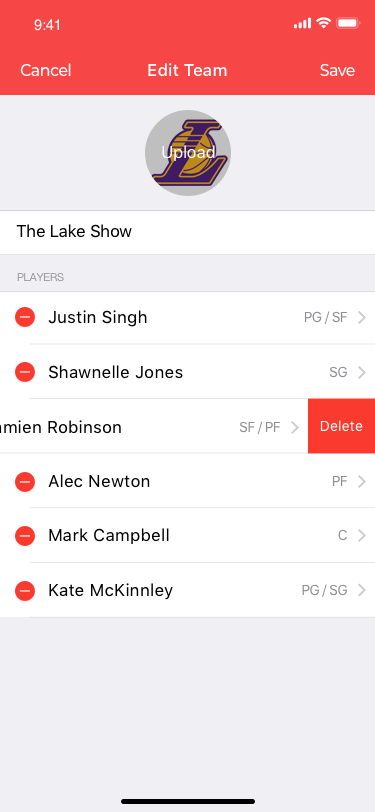 9:41
Cancel Edit Team Save
Upload
The Lake Show
PLAYERS
Justin Singh PG / SF
Shawnelle Jones SG
mien Robinson SF / PF Delete
Alec Newton PF
Mark Campbell C
Kate McKinnley PG / SG